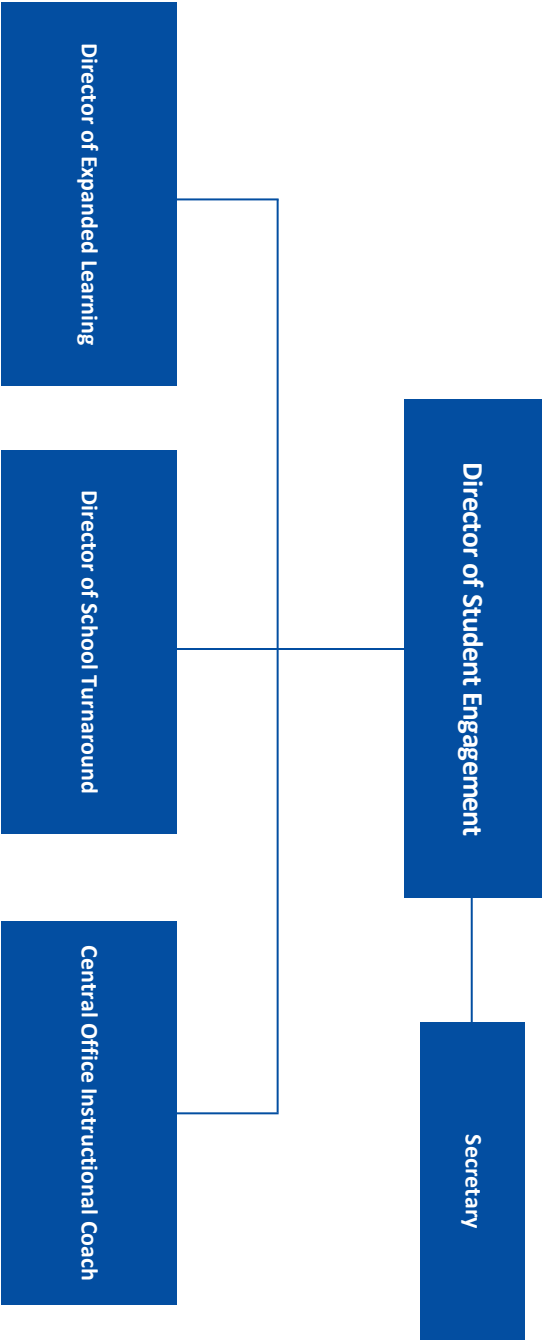 Director of Student Engagement
Secretary
Director of Expanded Learning
Director of School Turnaround
Central Office Instructional Coach